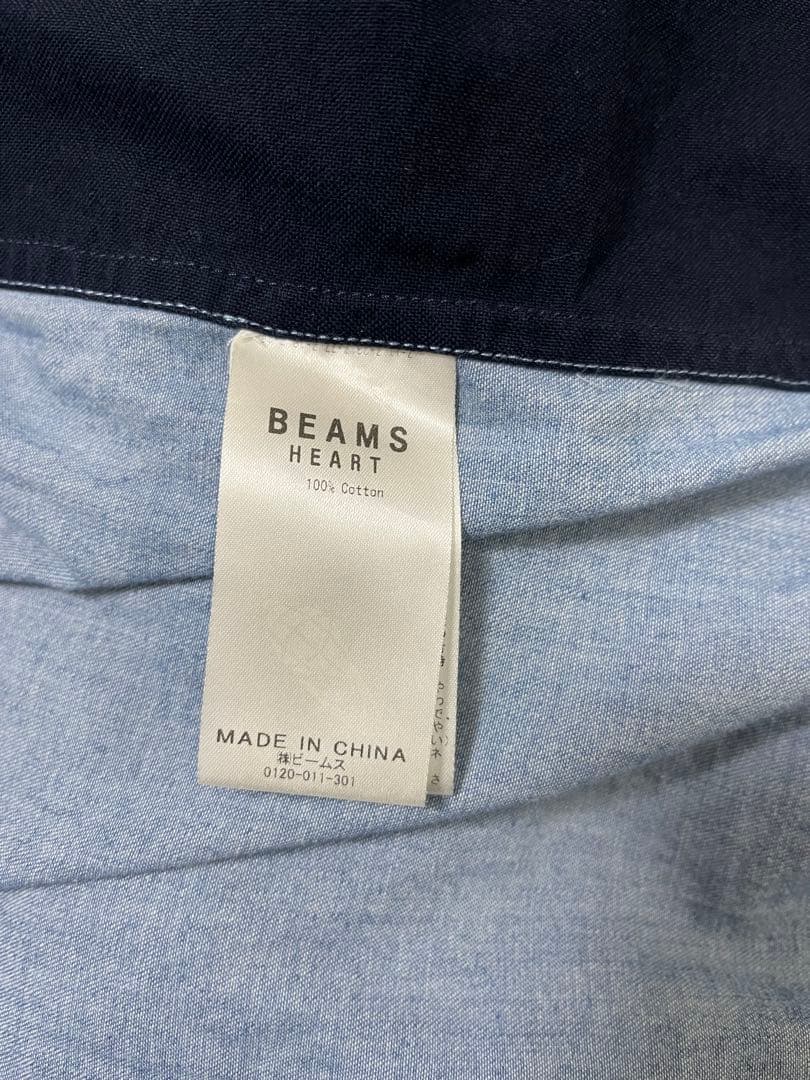 BEAMS
HEART
100% Cotton
MADE IN CHINA
㈱ビームス
0120-011-301